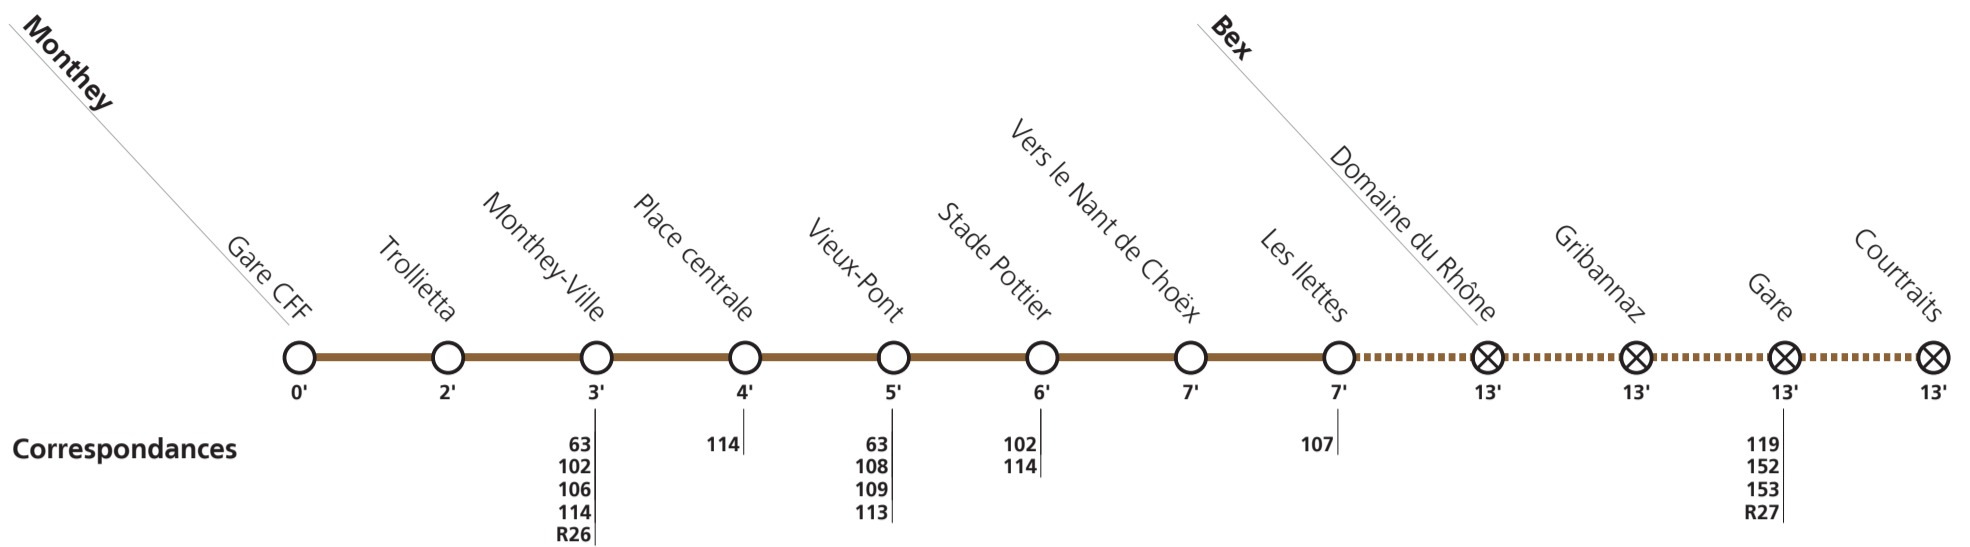 Monthey
Bex
Gare CFF
Trollietta
Monthey-Ville
Place centrale
Vieux-Pont
Stade Pottier
Vers le Nant de Choëx
Les Ilettes
Domaine du Rhône
Gribannaz
Gare
Courtraits
0'
2'
3'
4'
5'
6'
7'
7'
13'
13'
13'
13'
Correspondances
63
102
106
114
R26
114
63
108
109
113
102
114
107
119
152
153
R27